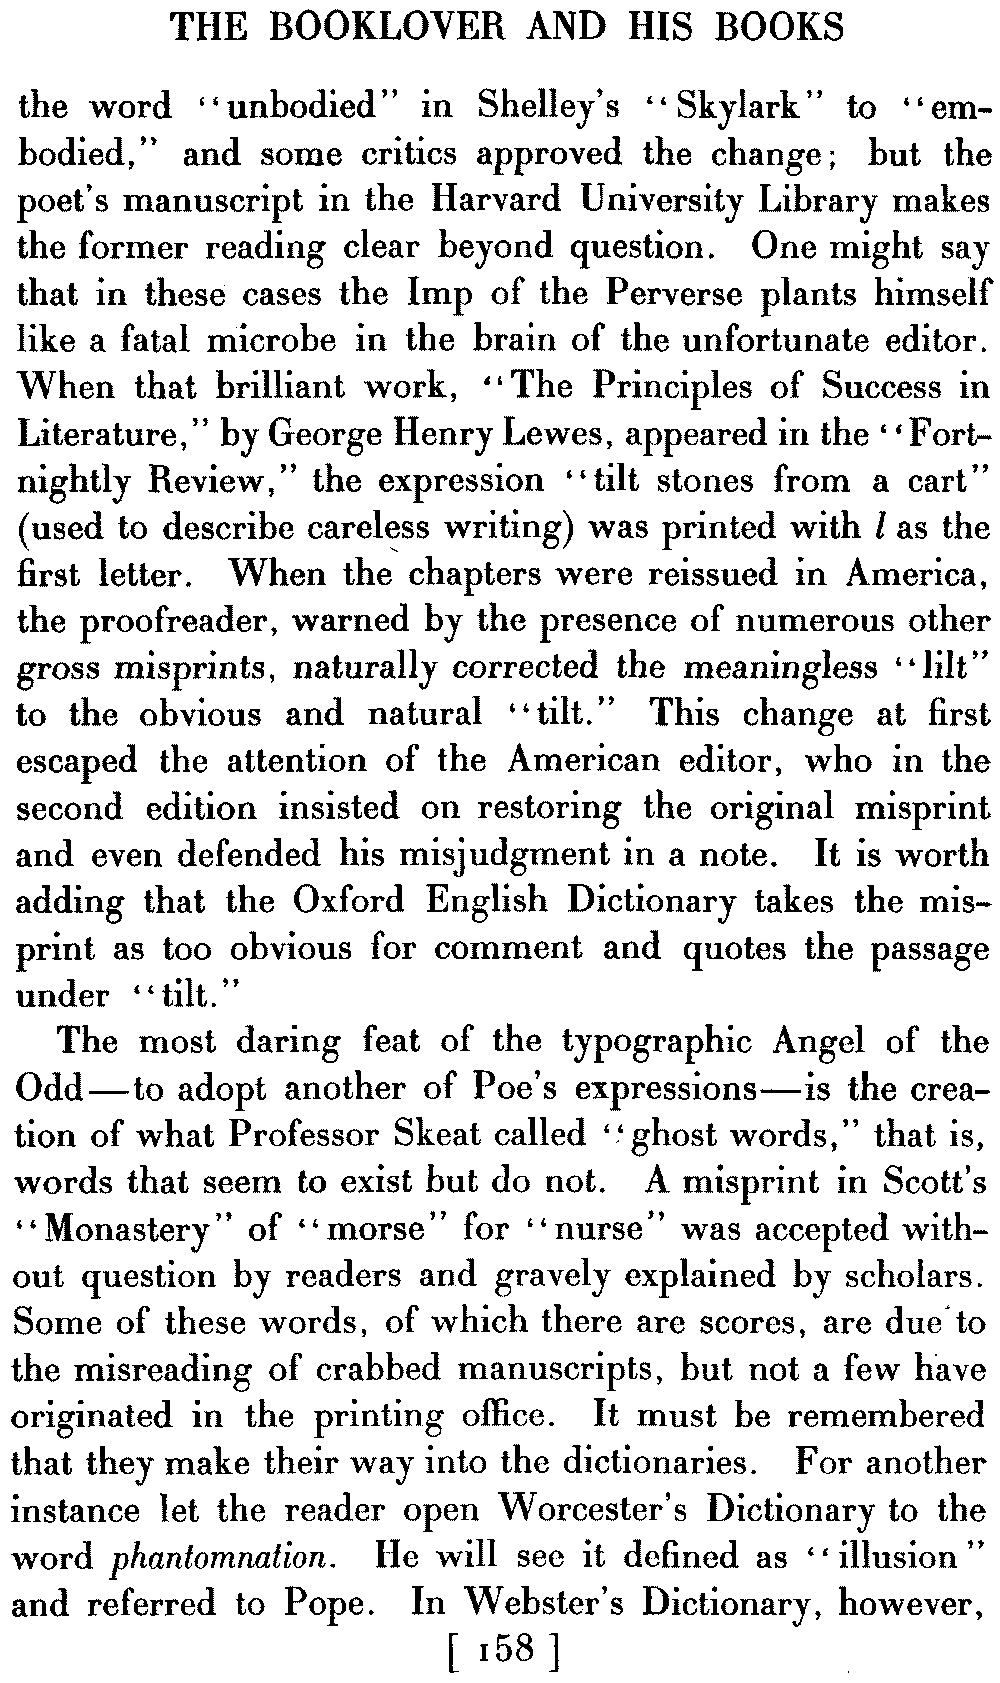 THE BOOKLOVER AND HIS BOOKS
the word “unbodied” in Shelley’s “Skylark” to “em-
bodied,” and some critics approved the change; but the
poet’s manuscript in the Harvard University Library makes
the former reading clear beyond question. One might say
that in these cases the Imp of the Perverse plants himself
like a fatal microbe in the brain of the unfortunate editor.
When that brilliant work, “The Principles of Success in
Literature,” by George Henry Lewes, appeared in the “Fort-
nightly Review,” the expression “tilt stones from a cart”
(used to describe careless writing) was printed with l as the
first letter. When the chapters were reissued in America,
the proofreader, warned by the presence of numerous other
gross misprints, naturally corrected the meaningless “lilt”
to the obvious and natural “tilt.” This change at first
escaped the attention of the American editor, who in the
second edition insisted on restoring the original misprint
and even defended his misjudgment in a note. It is worth
adding that the Oxford English Dictionary takes the mis-
print as too obvious for comment and quotes the passage
under “tilt.”
The most daring feat of the typographic Angel of the
Odd—to adopt another of Poe’s expressions—is the crea-
tion of what Professor Skeat called “ghost words,” that is,
words that seem to exist but do not. A misprint in Scott’s
“Monastery” of “morse” for “nurse” was accepted with-
out question by readers and gravely explained by scholars.
Some of these words, of which there are scores, are due to
the misreading of crabbed manuscripts, but not a few have
originated in the printing office. It must be remembered
that they make their way into the dictionaries. For another
instance let the reader open Worcester’s Dictionary to the
word phantomnation. He will see it defined as “illusion”
and referred to Pope. In Webster’s Dictionary, however,
[ 158 ]